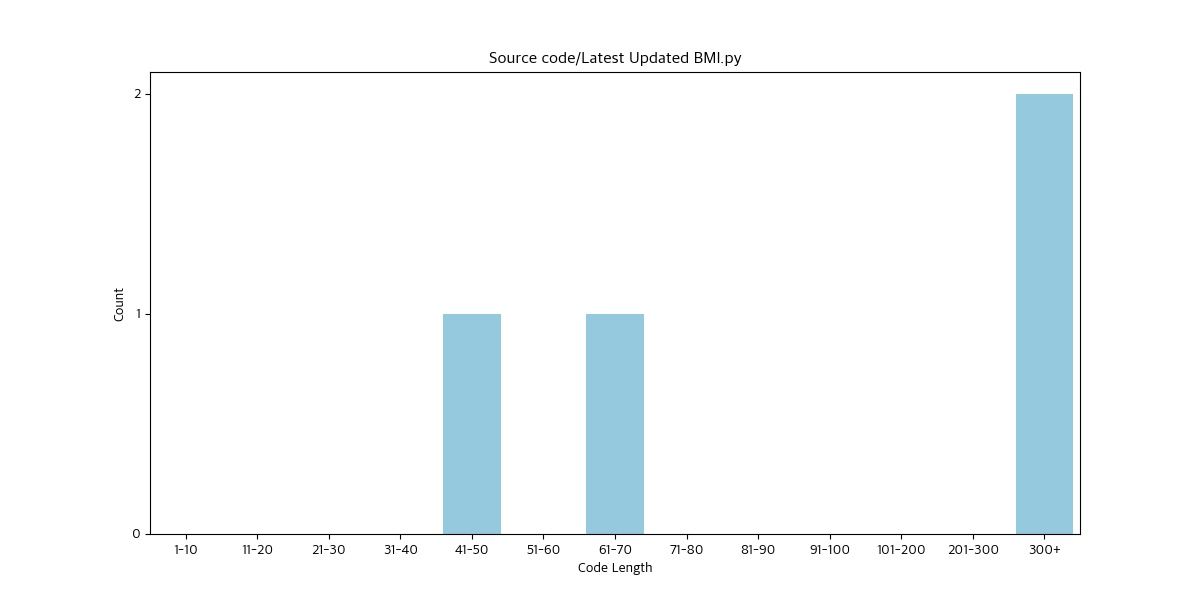 Source code/Latest Updated BMI.py
2
1
0
Count
1-10 11-20 21-30 31-40 41-50 51-60 61-70 71-80 81-90 91-100 101-200 201-300 300+
Code Length